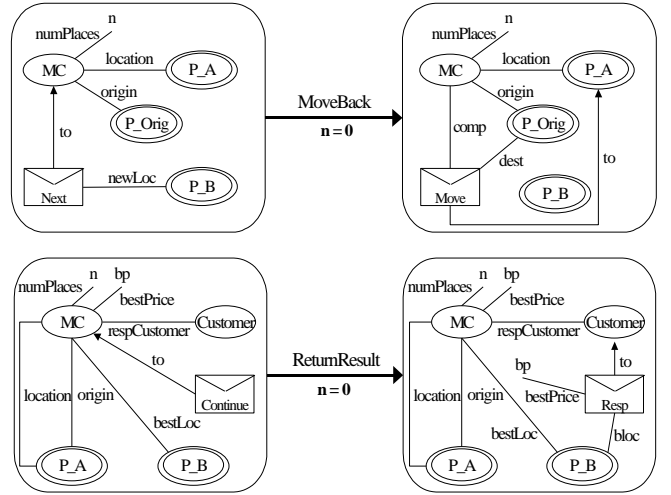 n
numPlaces
location
MC
P_A
origin
P_Orig
to
newLoc
Next
P_B
MoveBack
n = 0
n
numPlaces
location
MC
P_A
origin
P_Orig
comp
dest
to
Move
P_B
n bp
numPlaces
bestPrice
MC
Customer
respCustomer
to
Continue
location origin
bestLoc
P_A
P_B
ReturnResult
n = 0
n bp
numPlaces
bestPrice
MC
Customer
respCustomer
to
bp
bestPrice
Resp
location origin
bestLoc
bloc
P_A
P_B